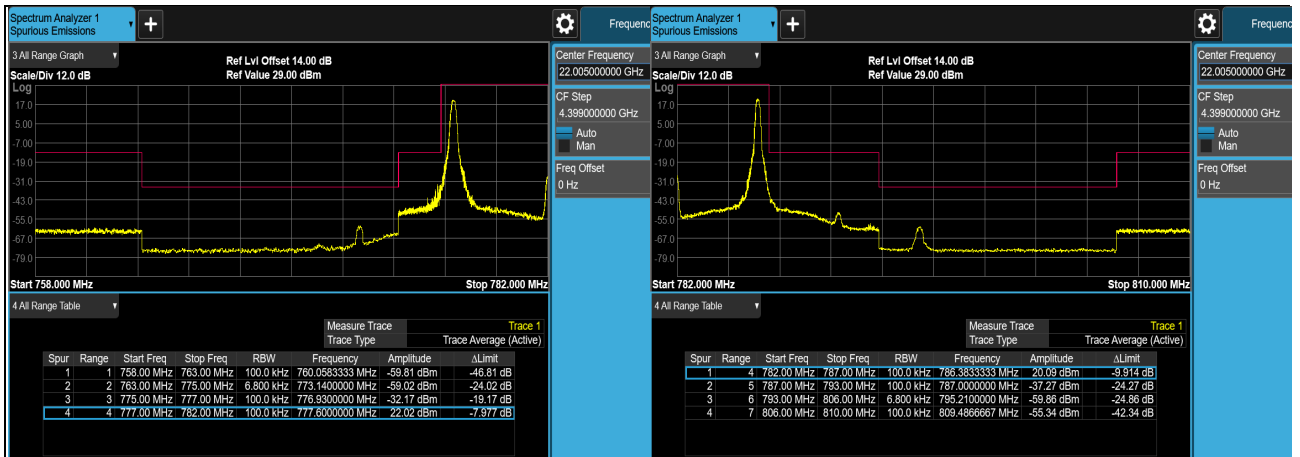 Spectrum Analyzer 1
Spurious Emissions
+
Frequenc
3 All Range Graph
Ref Lvl Offset 14.00 dB
Scale/Div 12.0 dB
Ref Value 29.00 dBm
Log
17.0
5.00
-7.00
-19.0
-31.0
-43.0
-55.0
-67.0
-79.0
Start 758.000 MHz
Stop 782.000 MHz
Center Frequency
22.005000000 GHz
CF Step
4.399000000 GHz
Auto
Man
Freq Offset
0 Hz
4 All Range Table
Measure Trace Trace 1
Trace Type Trace Average (Active)
Spur Range Start Freq Stop Freq RBW Frequency Amplitude ΔLimit
1 1 758.00 MHz 763.00 MHz 100.0 kHz 760.0583333 MHz -59.81 dBm -46.81 dB
2 2 763.00 MHz 775.00 MHz 6.800 kHz 773.1400000 MHz -59.02 dBm -24.02 dB
3 3 775.00 MHz 777.00 MHz 100.0 kHz 776.9300000 MHz -32.17 dBm -19.17 dB
4 4 777.00 MHz 782.00 MHz 100.0 kHz 777.6000000 MHz 22.02 dBm -7.977 dB
Spectrum Analyzer 1
Spurious Emissions
+
Frequenc
3 All Range Graph
Ref Lvl Offset 14.00 dB
Scale/Div 12.0 dB
Ref Value 29.00 dBm
Log
17.0
5.00
-7.00
-19.0
-31.0
-43.0
-55.0
-67.0
-79.0
Start 782.000 MHz
Stop 810.000 MHz
Center Frequency
22.005000000 GHz
CF Step
4.399000000 GHz
Auto
Man
Freq Offset
0 Hz
4 All Range Table
Measure Trace Trace 1
Trace Type Trace Average (Active)
Spur Range Start Freq Stop Freq RBW Frequency Amplitude ΔLimit
1 4 782.00 MHz 787.00 MHz 100.0 kHz 786.3833333 MHz 20.09 dBm -9.914 dB
2 5 787.00 MHz 793.00 MHz 100.0 kHz 787.0000000 MHz -37.27 dBm -24.27 dB
3 6 793.00 MHz 806.00 MHz 6.800 kHz 795.2100000 MHz -59.86 dBm -24.86 dB
4 7 806.00 MHz 810.00 MHz 100.0 kHz 809.4866667 MHz -55.34 dBm -42.34 dB